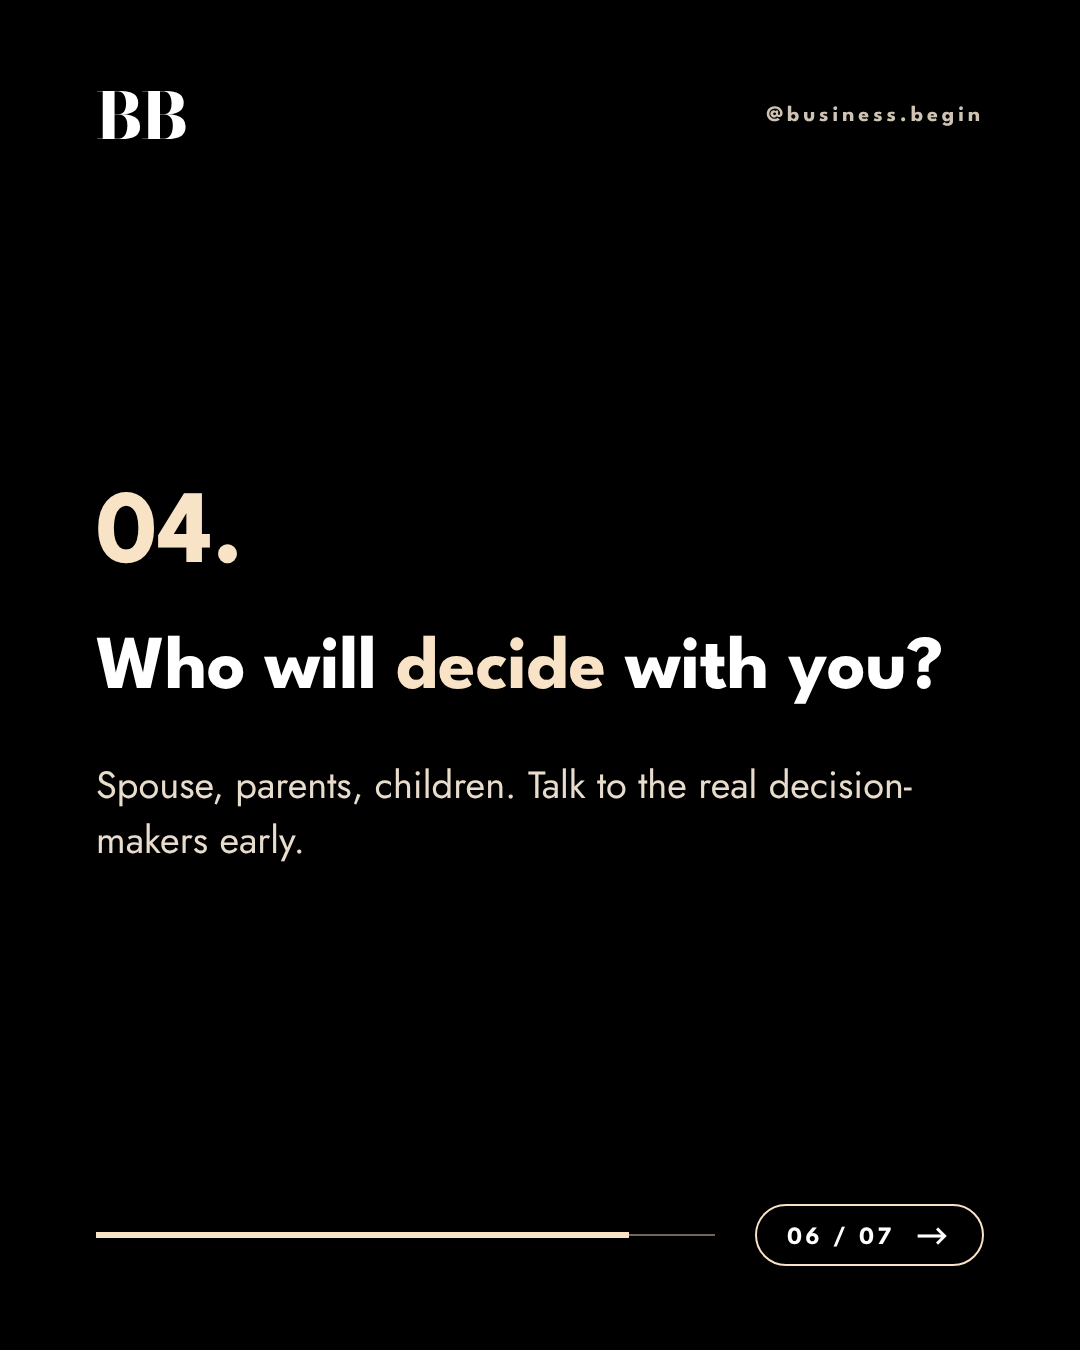 BB
@business.begin
04.
Who will decide with you?
Spouse, parents, children. Talk to the real decision-
makers early.
06 / 07 →